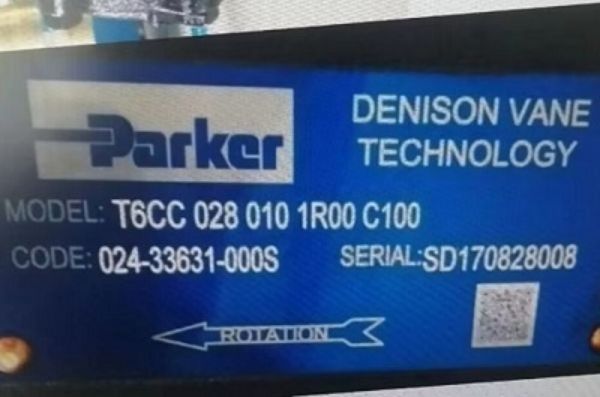 Parker
DENISON VANE
TECHNOLOGY
MODEL: T6CC 028 010 1R00 C100
CODE: 024-33631-000S SERIAL:SD170828008
ROTATION